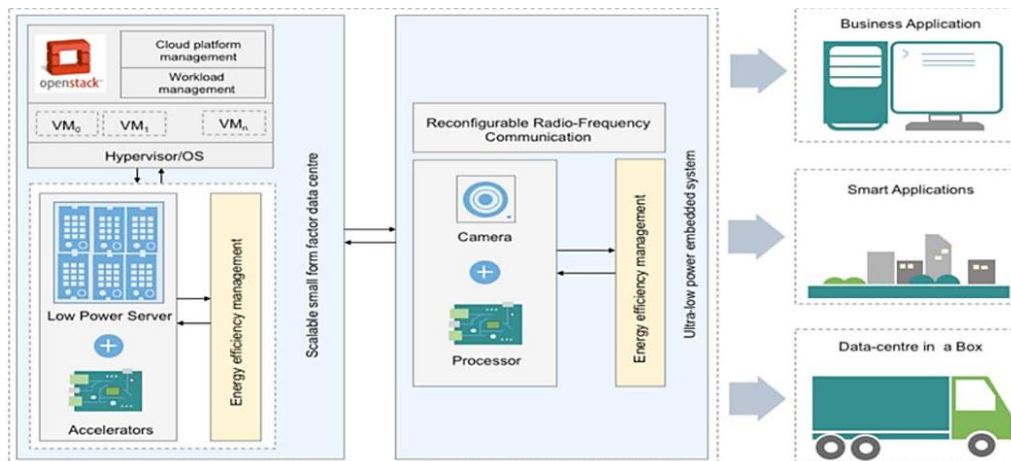 openstack™
Cloud platform
management
Workload
management
VM0
VM1
VMn
Hypervisor/OS
Low Power Server
Accelerators
Energy efficiency management
Scalable small form factor data centre
Reconfigurable Radio-Frequency
Communication
Camera
Processor
Energy efficiency management
Ultra-low power embedded system
Business Application
Smart Applications
Data-centre in a Box